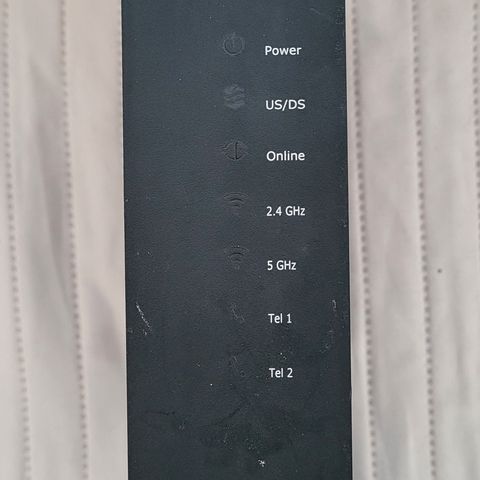 Power
US/DS
Online
2.4 GHz
5 GHz
Tel 1
Tel 2